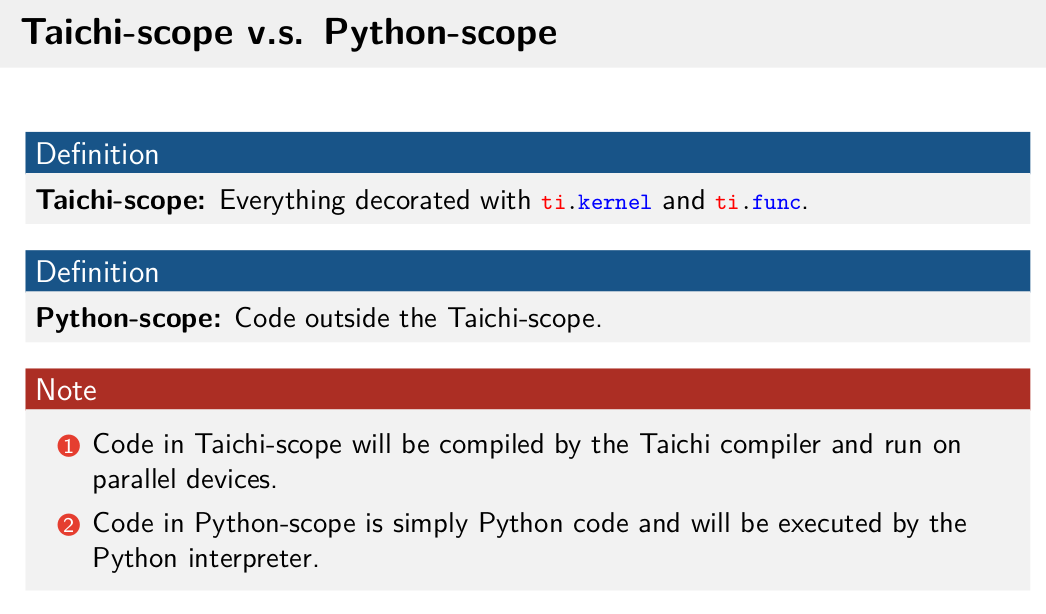 Taichi-scope v.s. Python-scope
Definition
Taichi-scope: Everything decorated with ti.kernel and ti.func.
Definition
Python-scope: Code outside the Taichi-scope.
Note
1 Code in Taichi-scope will be compiled by the Taichi compiler and run on
parallel devices.
2 Code in Python-scope is simply Python code and will be executed by the
Python interpreter.